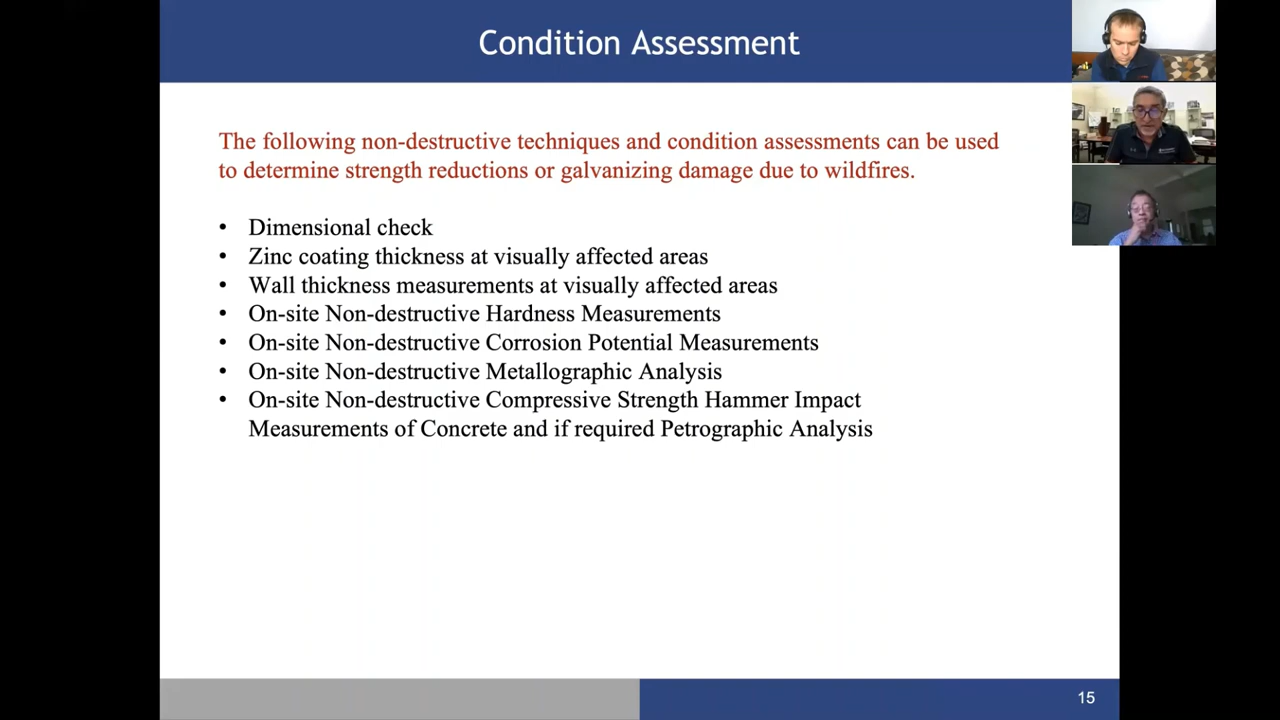 Condition Assessment
The following non-destructive techniques and condition assessments can be used
to determine strength reductions or galvanizing damage due to wildfires.
• Dimensional check
• Zinc coating thickness at visually affected areas
• Wall thickness measurements at visually affected areas
• On-site Non-destructive Hardness Measurements
• On-site Non-destructive Corrosion Potential Measurements
• On-site Non-destructive Metallographic Analysis
• On-site Non-destructive Compressive Strength Hammer Impact
Measurements of Concrete and if required Petrographic Analysis
15